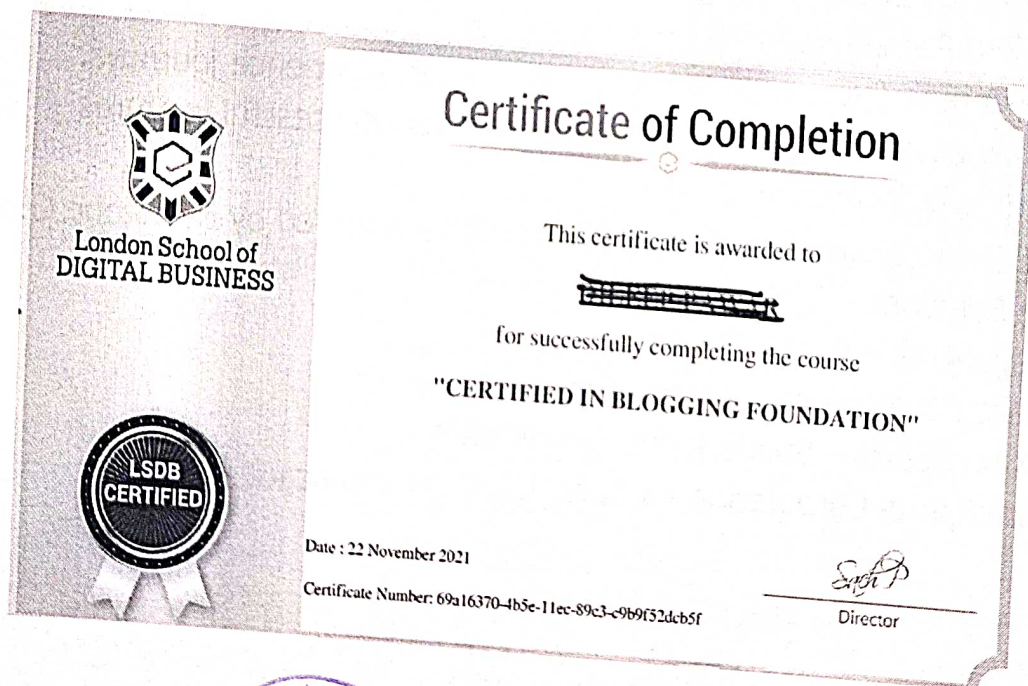 Certificate of Completion
London School of
DIGITAL BUSINESS
This certificate is awarded to
for successfully completing the course
"CERTIFIED IN BLOGGING FOUNDATION"
LSDB
CERTIFIED
Date : 22 November 2021
Certificate Number: 69a16370-4b5e-11ec-89c3-c9b9f52dcb5f
Sach P
Director